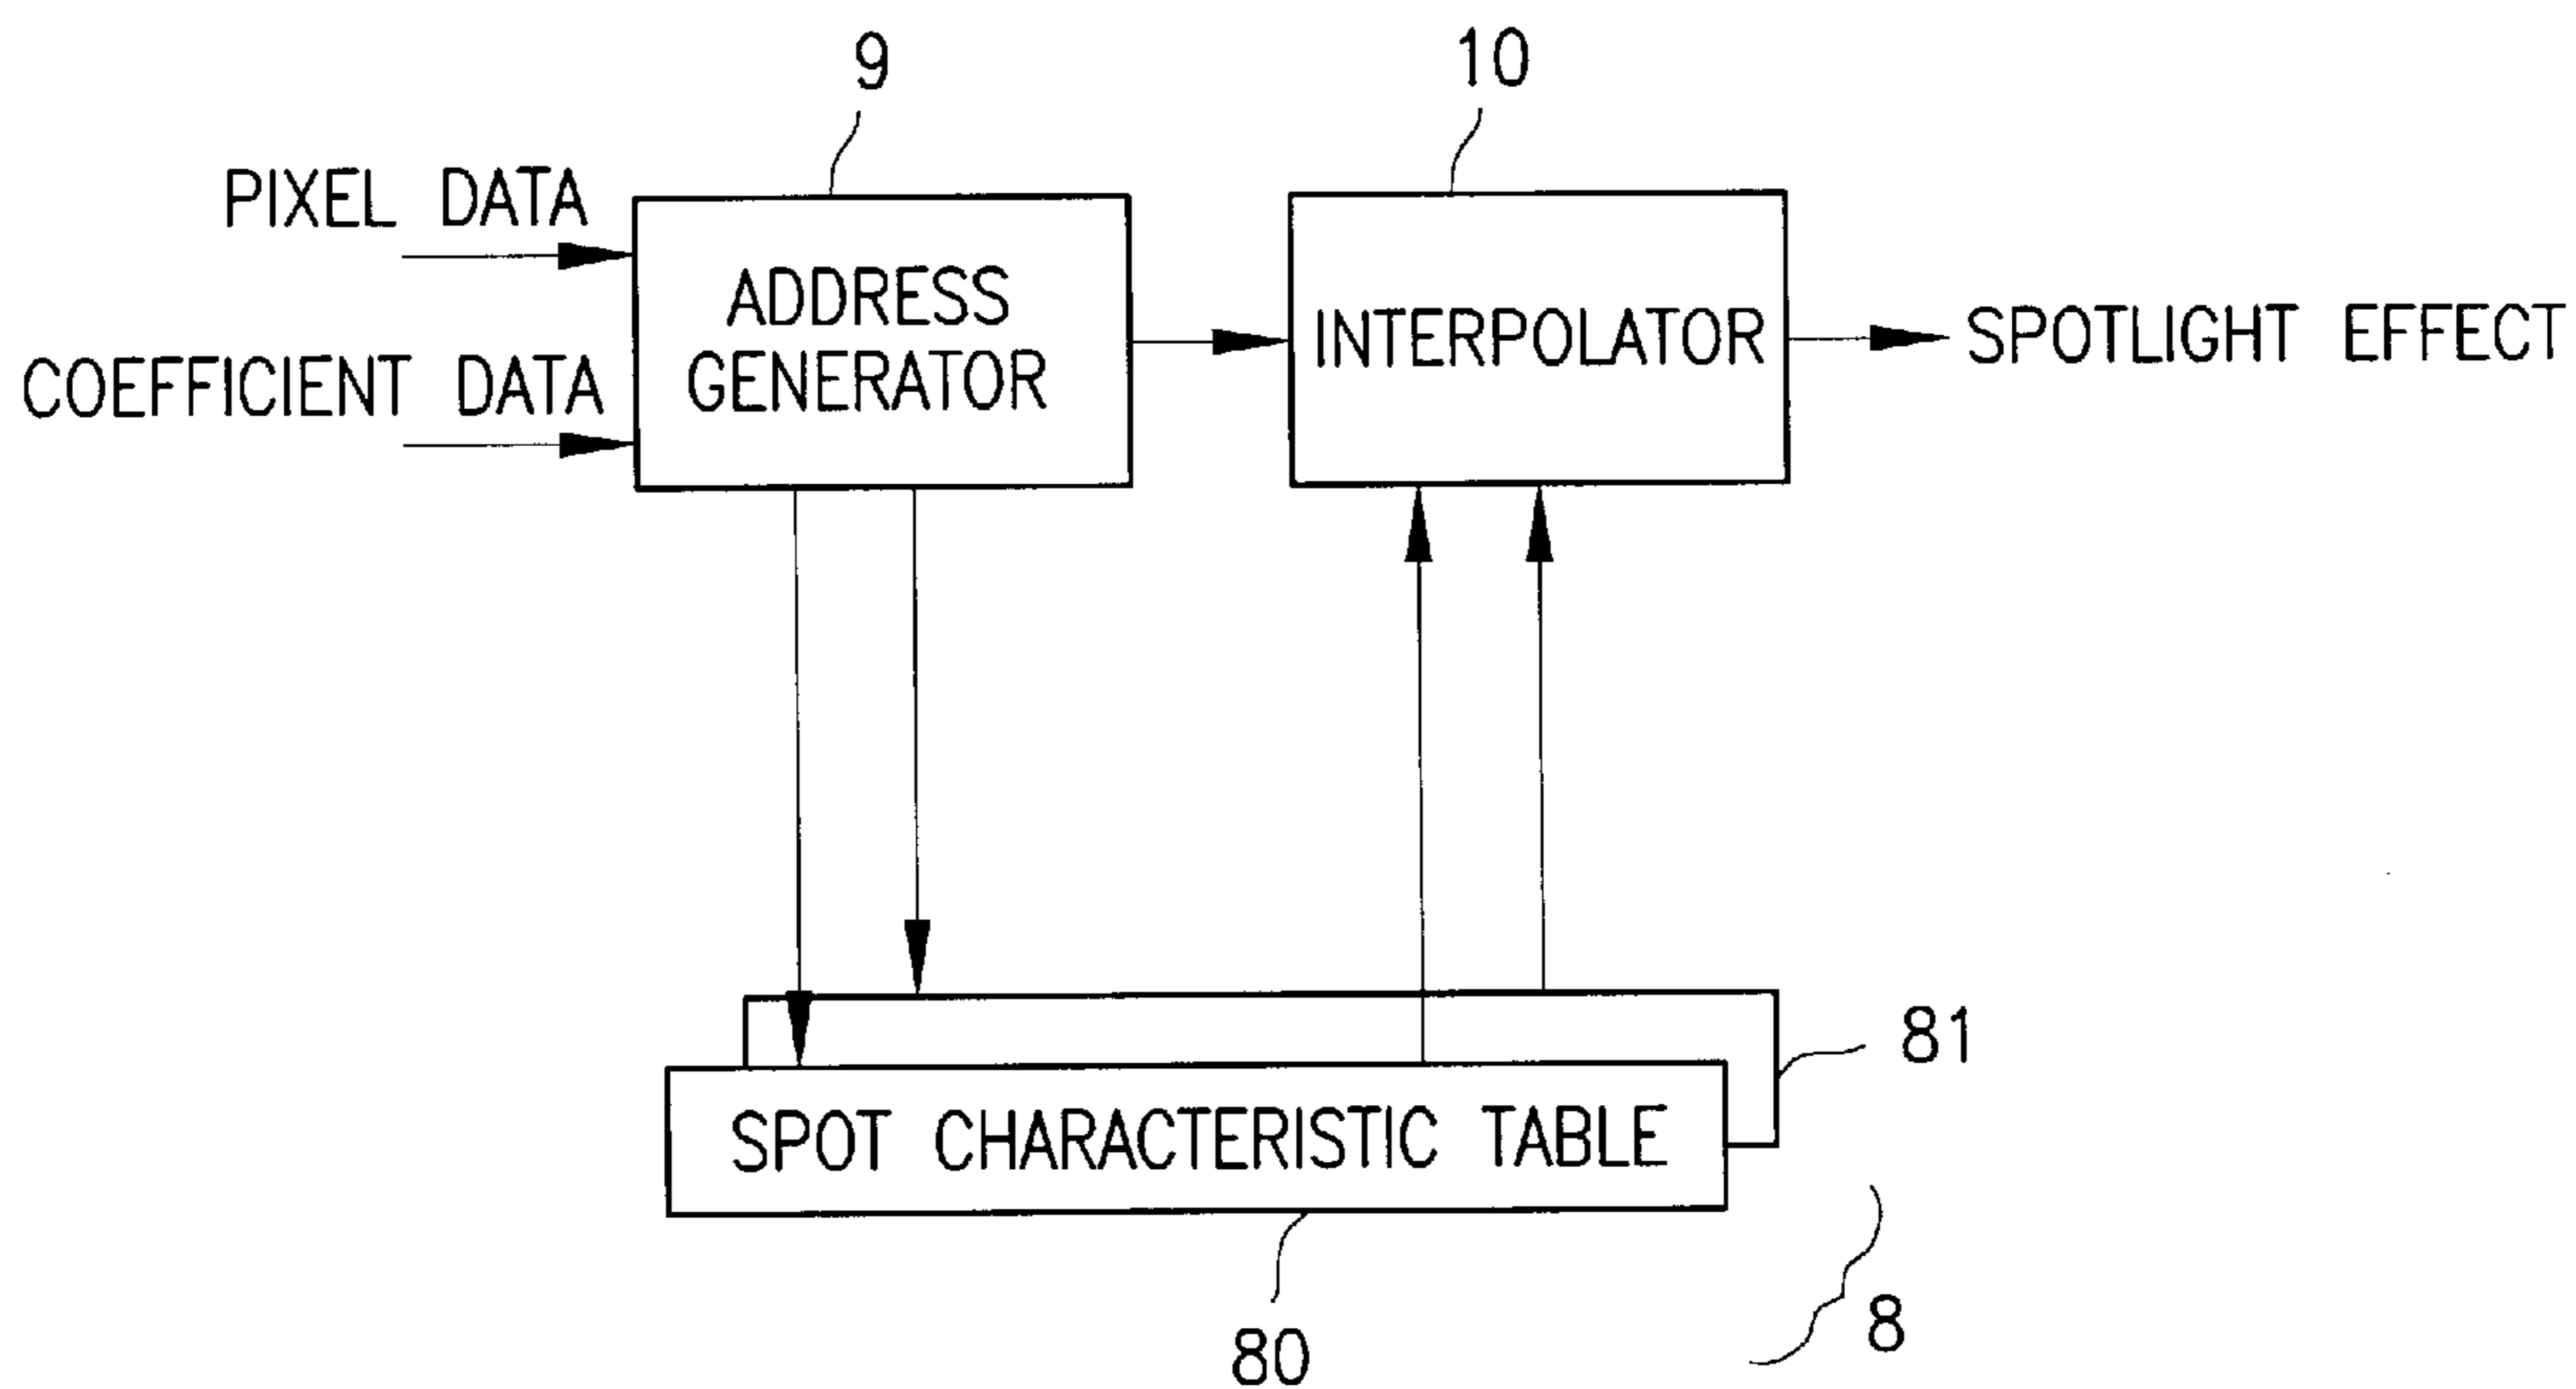 9
10
PIXEL DATA
ADDRESS
GENERATOR
INTERPOLATOR
SPOTLIGHT EFFECT
COEFFICIENT DATA
81
SPOT CHARACTERISTIC TABLE
8
80